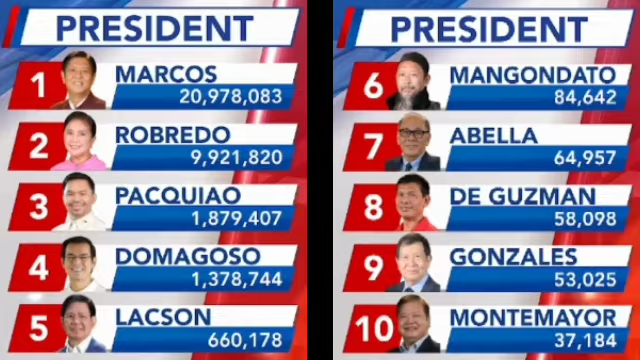 PRESIDENT
1 MARCOS
20,978,083
2 ROBREDO
9,921,820
3 PACQUIAO
1,879,407
4 DOMAGOSO
1,378,744
5 LACSON
660,178
PRESIDENT
6 MANGONDATO
84,642
7 ABELLA
64,957
8 DE GUZMAN
58,098
9 GONZALES
53,025
10 MONTEMAYOR
37,184